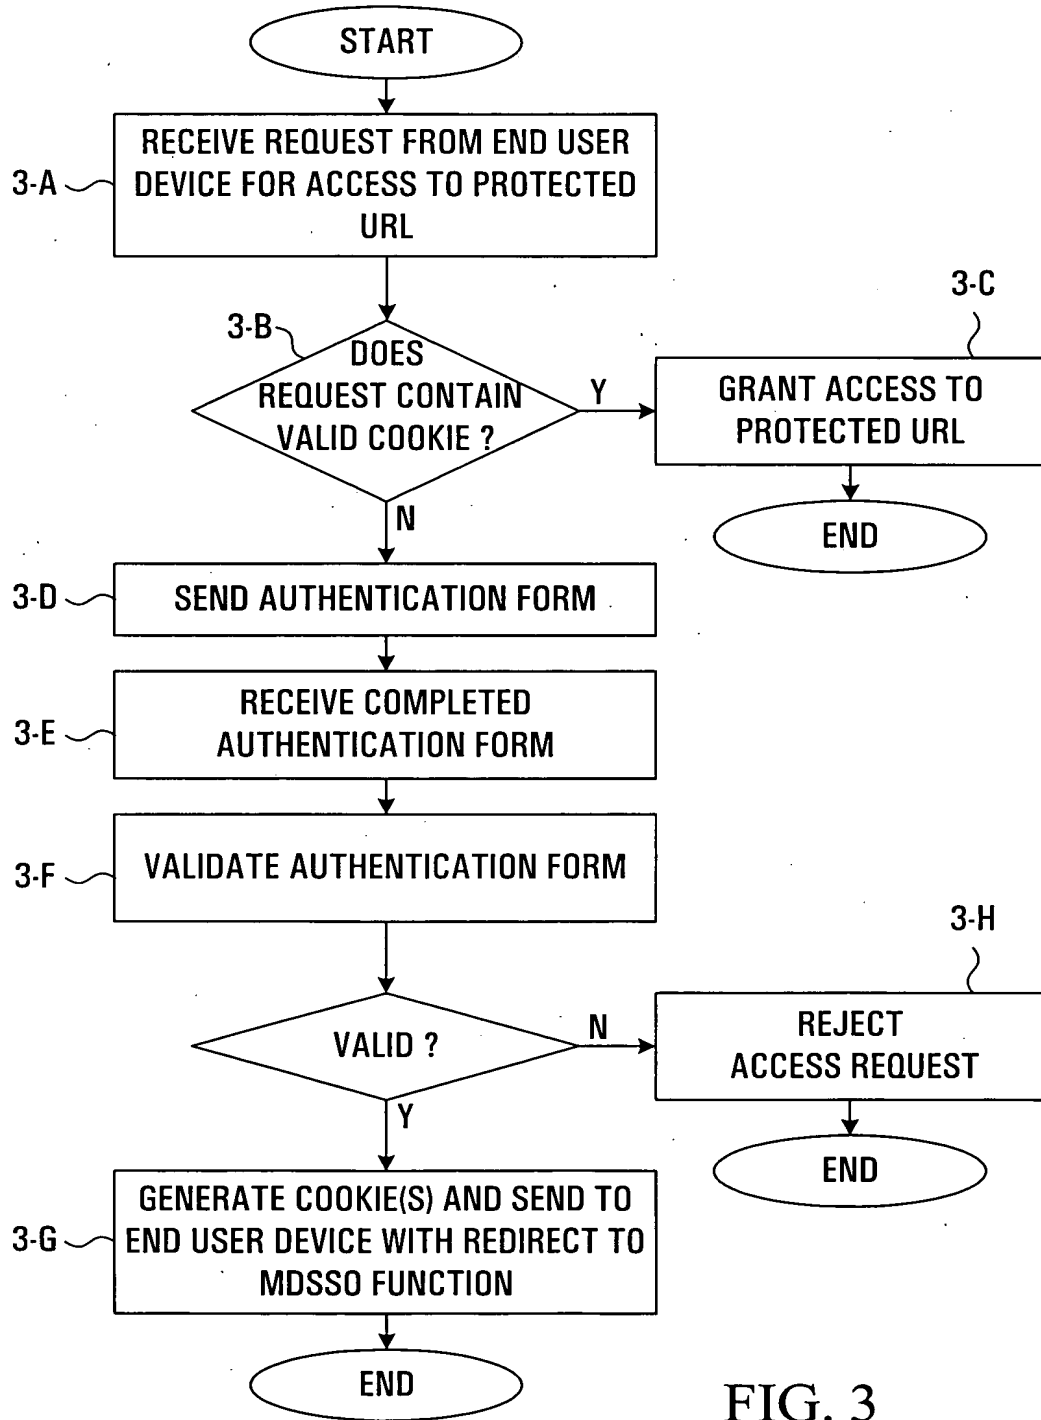 START
RECEIVE REQUEST FROM END USER
DEVICE FOR ACCESS TO PROTECTED
URL
3-A
3-B
DOES
REQUEST CONTAIN
VALID COOKIE ?
Y
3-C
GRANT ACCESS TO
PROTECTED URL
END
N
3-D
SEND AUTHENTICATION FORM
3-E
RECEIVE COMPLETED
AUTHENTICATION FORM
3-F
VALIDATE AUTHENTICATION FORM
VALID ?
N
3-H
REJECT
ACCESS REQUEST
END
Y
3-G
GENERATE COOKIE(S) AND SEND TO
END USER DEVICE WITH REDIRECT TO
MDSSO FUNCTION
END
FIG. 3